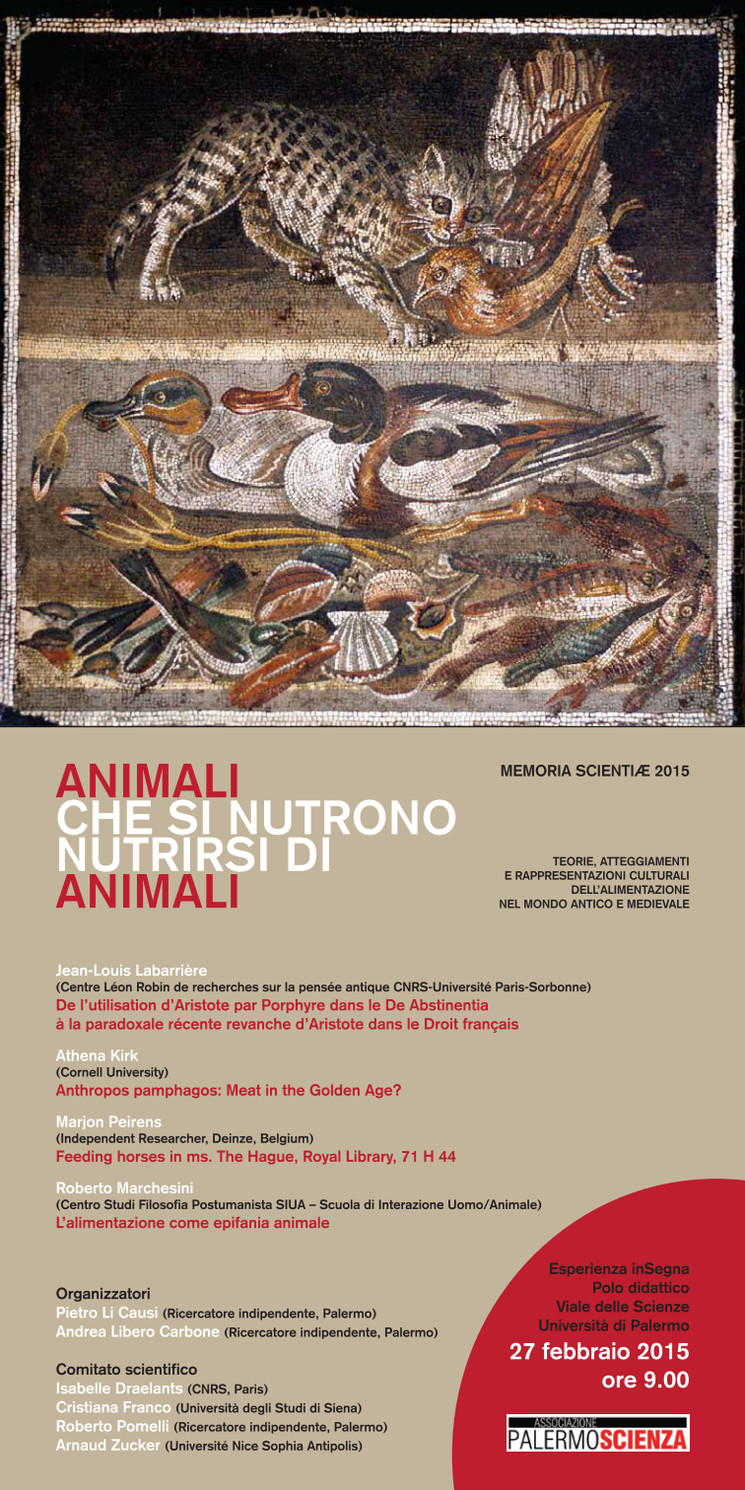 ANIMALI
CHE SI NUTRONO
NUTRIRSI DI
ANIMALI
MEMORIA SCIENTIÆ 2015
TEORIE, ATTEGGIAMENTI
E RAPPRESENTAZIONI CULTURALI
DELL'ALIMENTAZIONE
NEL MONDO ANTICO E MEDIEVALE
Jean-Louis Labarrière
(Centre Léon Robin de recherches sur la pensée antique CNRS-Université Paris-Sorbonne)
De l'utilisation d'Aristote par Porphyre dans le De Abstinentia
à la paradoxale récente revanche d'Aristote dans le Droit français
Athena Kirk
(Cornell University)
Anthropos pamphagos: Meat in the Golden Age?
Marjon Peirens
(Independent Researcher, Deinze, Belgium)
Feeding horses in ms. The Hague, Royal Library, 71 H 44
Roberto Marchesini
(Centro Studi Filosofia Postumanista SIUA – Scuola di Interazione Uomo/Animale)
L'alimentazione come epifania animale
Organizzatori
Pietro Li Causi (Ricercatore indipendente, Palermo)
Andrea Libero Carbone (Ricercatore indipendente, Palermo)
Comitato scientifico
Isabelle Draelants (CNRS, Paris)
Cristiana Franco (Università degli Studi di Siena)
Roberto Pomelli (Ricercatore indipendente, Palermo)
Arnaud Zucker (Université Nice Sophia Antipolis)
Esperienza inSegna
Polo didattico
Viale delle Scienze
Università di Palermo
27 febbraio 2015
ore 9.00
ASSOCIAZIONE
PALERMOSCIENZA